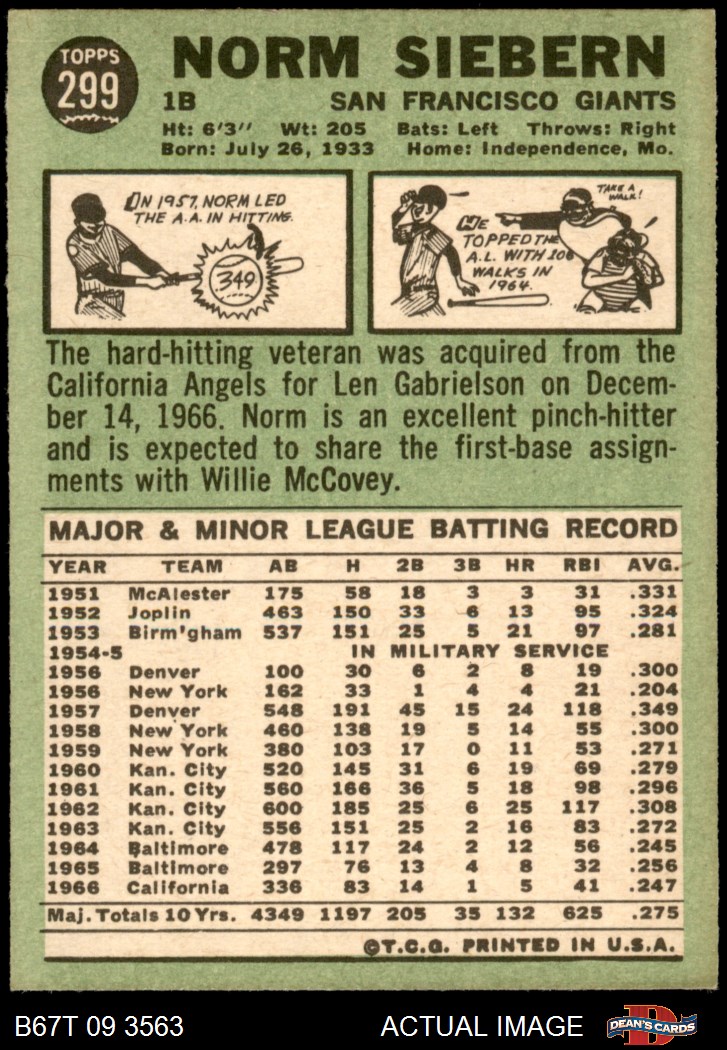 TOPPS
299
NORM SIEBERN
1B SAN FRANCISCO GIANTS
Ht: 6'3" Wt: 205 Bats: Left Throws: Right
Born: July 26, 1933 Home: Independence, Mo.
IN 1957, NORM LED
THE A.A. IN HITTING.
349
TAKE A
WALK!
HE
TOPPED THE
A.L. WITH 106
WALKS IN
1964.
The hard-hitting veteran was acquired from the
California Angels for Len Gabrielson on Decem-
ber 14, 1966. Norm is an excellent pinch-hitter
and is expected to share the first-base assign-
ments with Willie McCovey.
MAJOR & MINOR LEAGUE BATTING RECORD
YEAR TEAM AB H 2B 3B HR RBI AVG.
1951 McAlester 175 58 18 3 3 31 .331
1952 Joplin 463 150 33 6 13 95 .324
1953 Birm'gham 537 151 25 5 21 97 .281
1954-5 IN MILITARY SERVICE
1956 Denver 100 30 6 2 8 19 .300
1956 New York 162 33 1 4 4 21 .204
1957 Denver 548 191 45 15 24 118 .349
1958 New York 460 138 19 5 14 55 .300
1959 New York 380 103 17 0 11 53 .271
1960 Kan. City 520 145 31 6 19 69 .279
1961 Kan. City 560 166 36 5 18 98 .296
1962 Kan. City 600 185 25 6 25 117 .308
1963 Kan. City 556 151 25 2 16 83 .272
1964 Baltimore 478 117 24 2 12 56 .245
1965 Baltimore 297 76 13 4 8 32 .256
1966 California 336 83 14 1 5 41 .247
Maj. Totals 10 Yrs. 4349 1197 205 35 132 625 .275
©T.C.G. PRINTED IN U.S.A.
B67T 09 3563 ACTUAL IMAGE
D
DEAN'S CARDS